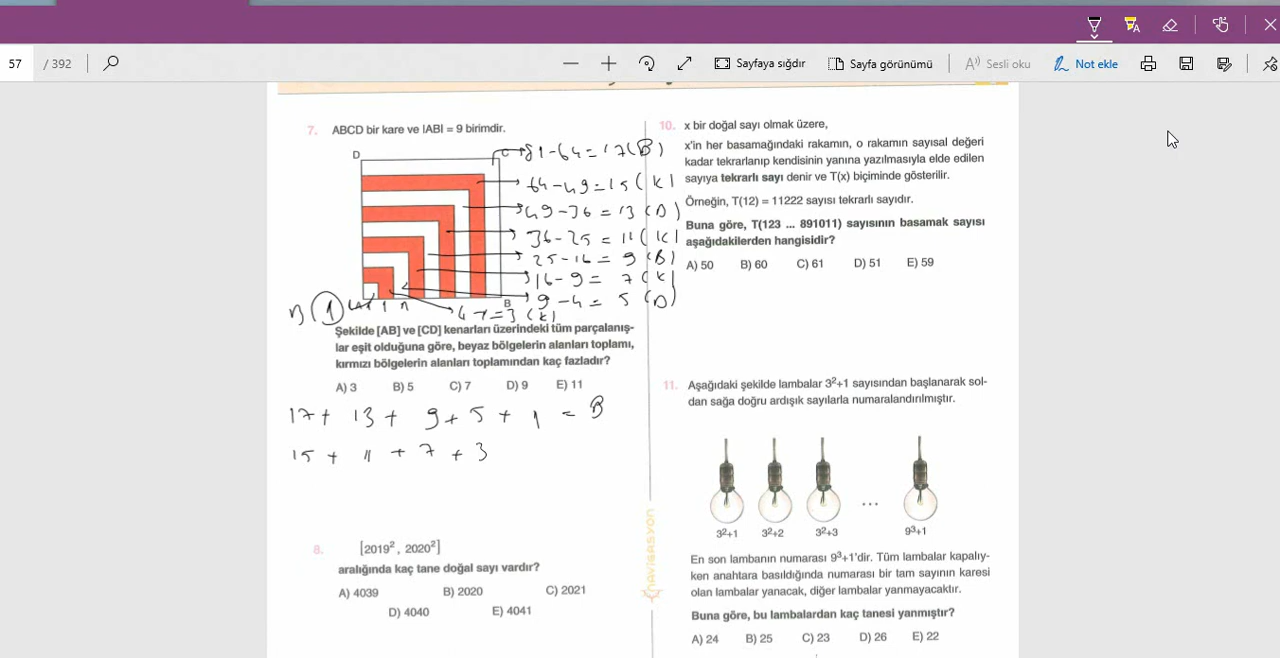 57 / 392
Sayfaya sığdır
Sayfa görünümü
Sesli oku
Not ekle
7. ABCD bir kare ve |AB| = 9 birimdir.
D
C
81-64=17(B)
64-49=15(K)
49-36=13(B)
36-25=11(K)
25-16=9(B)
16-9=7(K)
9-4=5(B)
B
1
Şekilde [AB] ve [CD] kenarları üzerindeki tüm parçalanış-
lar eşit olduğuna göre, beyaz bölgelerin alanları toplamı,
kırmızı bölgelerin alanları toplamından kaç fazladır?
A) 3 B) 5 C) 7 D) 9 E) 11
17+ 13+ 9+5+1 = B
15 + 11 + 7 + 3
8. [2019², 2020²]
aralığında kaç tane doğal sayı vardır?
A) 4039 B) 2020 C) 2021
D) 4040 E) 4041
NAVİGASYON
10. x bir doğal sayı olmak üzere,
x'in her basamağındaki rakamın, o rakamın sayısal değeri
kadar tekrarlanıp kendisinin yanına yazılmasıyla elde edilen
sayıya tekrarlı sayı denir ve T(x) biçiminde gösterilir.
Örneğin, T(12) = 11222 sayısı tekrarlı sayıdır.
Buna göre, T(123 ... 891011) sayısının basamak sayısı
aşağıdakilerden hangisidir?
A) 50 B) 60 C) 61 D) 51 E) 59
11. Aşağıdaki şekilde lambalar 3²+1 sayısından başlanarak sol-
dan sağa doğru ardışık sayılarla numaralandırılmıştır.
...
3²+1 3²+2 3²+3 9³+1
En son lambanın numarası 9³+1'dir. Tüm lambalar kapalıy-
ken anahtara basıldığında numarası bir tam sayının karesi
olan lambalar yanacak, diğer lambalar yanmayacaktır.
Buna göre, bu lambalardan kaç tanesi yanmıştır?
A) 24 B) 25 C) 23 D) 26 E) 22